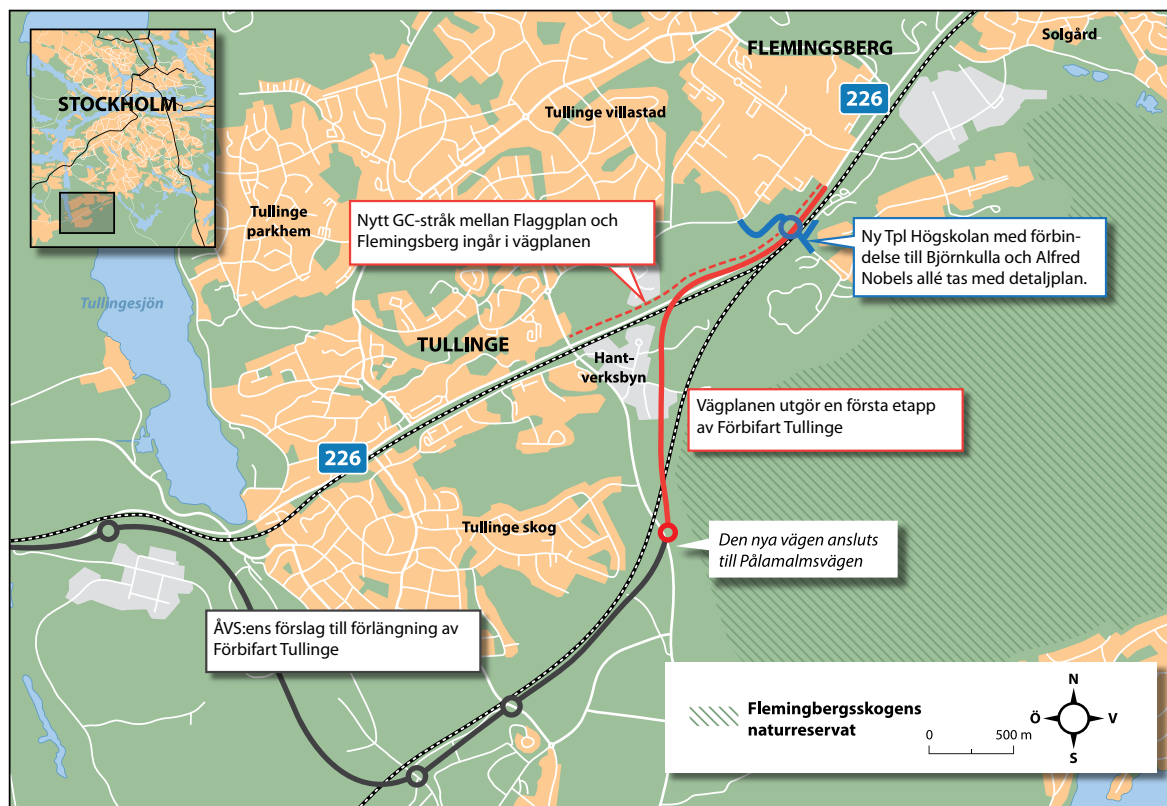 STOCKHOLM
FLEMINGSBERG
Solgård
226
Tullinge villastad
Tullinge
parkhem
Nytt GC-stråk mellan Flaggplan och
Flemingsberg ingår i vägplanen
Ny Tpl Högskolan med förbin-
delse till Björnkulla och Alfred
Nobels allé tas med detaljplan.
Tullingesjön
TULLINGE
Hant-
verksbyn
Vägplanen utgör en första etapp
av Förbifart Tullinge
226
Tullinge skog
Den nya vägen ansluts
till Pålamalmsvägen
ÅVS:ens förslag till förlängning av
Förbifart Tullinge
Flemingbergsskogens
naturreservat
0 500 m
N
Ö V
S